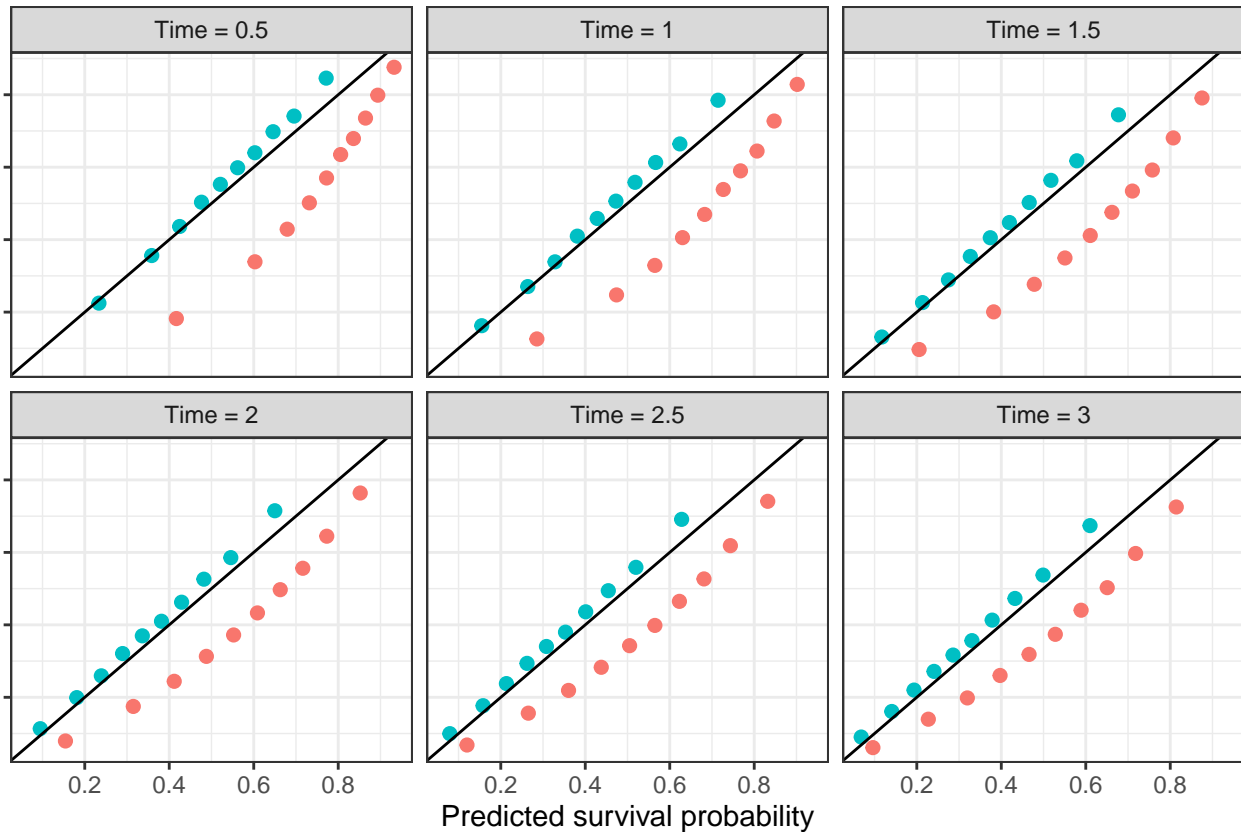 Time = 0.5
Time = 1
Time = 1.5
Time = 2
Time = 2.5
Time = 3
0.2 0.4 0.6 0.8
0.2 0.4 0.6 0.8
0.2 0.4 0.6 0.8
Predicted survival probability